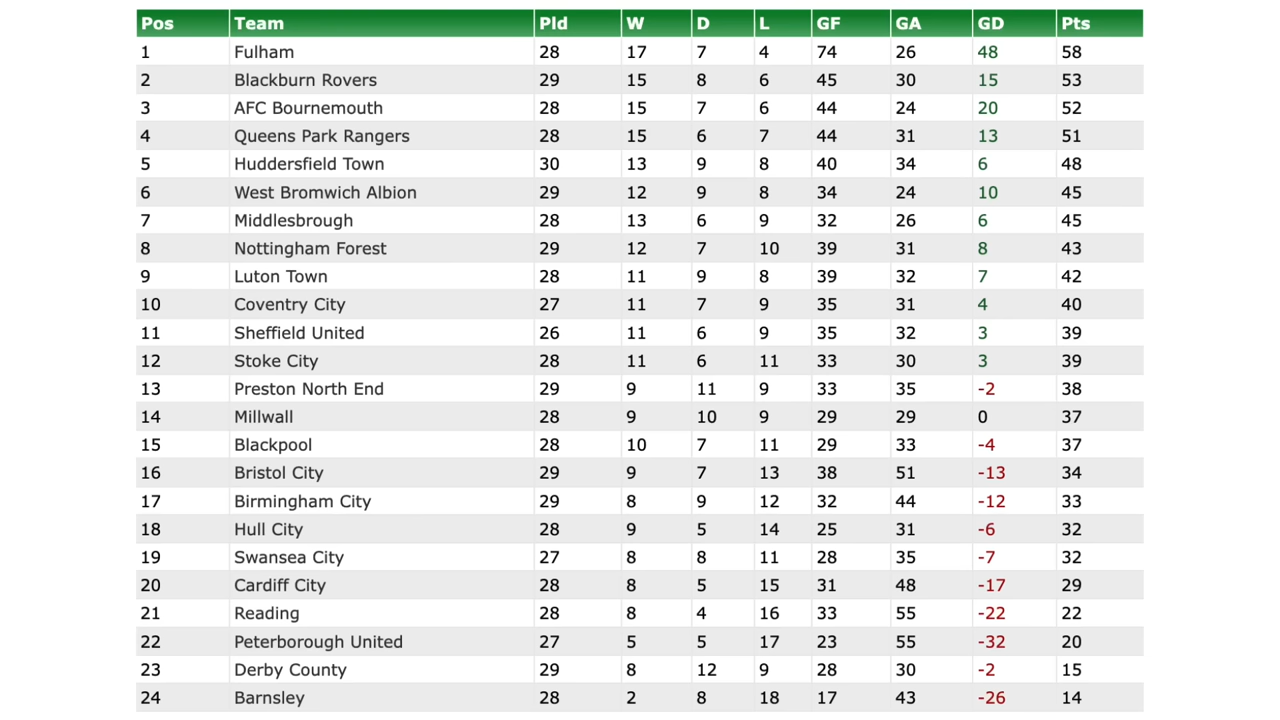 Pos Team Pld W D L GF GA GD Pts
1 Fulham 28 17 7 4 74 26 48 58
2 Blackburn Rovers 29 15 8 6 45 30 15 53
3 AFC Bournemouth 28 15 7 6 44 24 20 52
4 Queens Park Rangers 28 15 6 7 44 31 13 51
5 Huddersfield Town 30 13 9 8 40 34 6 48
6 West Bromwich Albion 29 12 9 8 34 24 10 45
7 Middlesbrough 28 13 6 9 32 26 6 45
8 Nottingham Forest 29 12 7 10 39 31 8 43
9 Luton Town 28 11 9 8 39 32 7 42
10 Coventry City 27 11 7 9 35 31 4 40
11 Sheffield United 26 11 6 9 35 32 3 39
12 Stoke City 28 11 6 11 33 30 3 39
13 Preston North End 29 9 11 9 33 35 -2 38
14 Millwall 28 9 10 9 29 29 0 37
15 Blackpool 28 10 7 11 29 33 -4 37
16 Bristol City 29 9 7 13 38 51 -13 34
17 Birmingham City 29 8 9 12 32 44 -12 33
18 Hull City 28 9 5 14 25 31 -6 32
19 Swansea City 27 8 8 11 28 35 -7 32
20 Cardiff City 28 8 5 15 31 48 -17 29
21 Reading 28 8 4 16 33 55 -22 22
22 Peterborough United 27 5 5 17 23 55 -32 20
23 Derby County 29 8 12 9 28 30 -2 15
24 Barnsley 28 2 8 18 17 43 -26 14